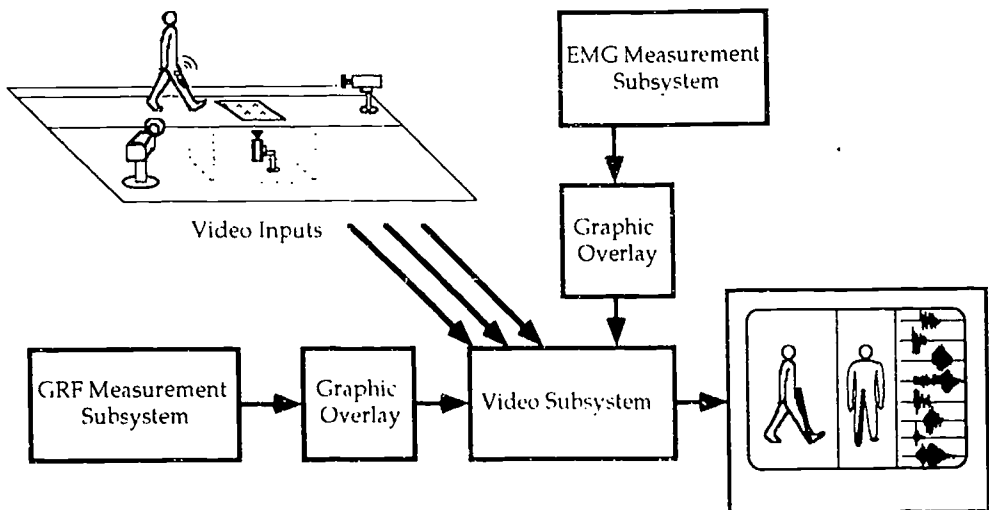 EMG Measurement
Subsystem
Video Inputs
Graphic
Overlay
GRF Measurement
Subsystem
Graphic
Overlay
Video Subsystem